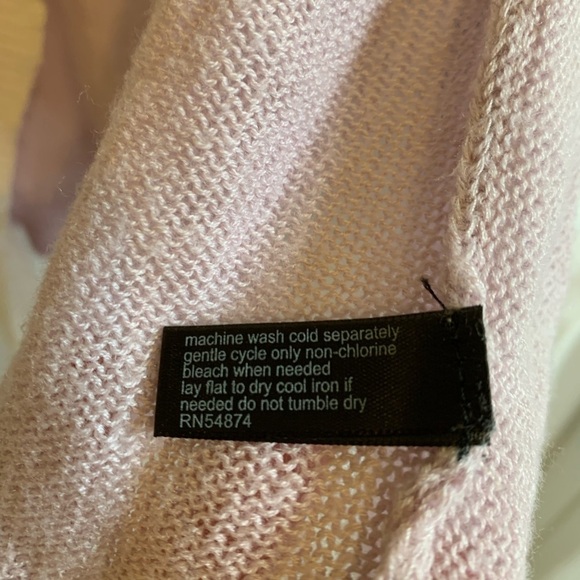 machine wash cold separately
gentle cycle only non-chlorine
bleach when needed
lay flat to dry cool iron if
needed do not tumble dry
RN54874